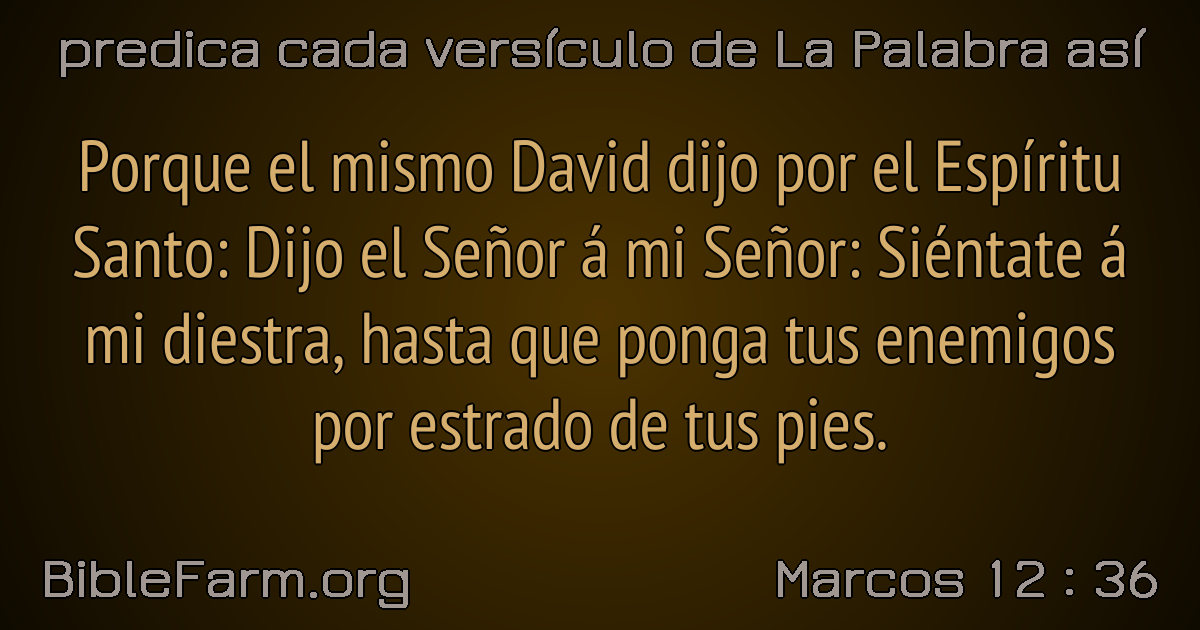 predica cada versículo de La Palabra así
Porque el mismo David dijo por el Espíritu
Santo: Dijo el Señor á mi Señor: Siéntate á
mi diestra, hasta que ponga tus enemigos
por estrado de tus pies.
BibleFarm.org
Marcos 12 : 36